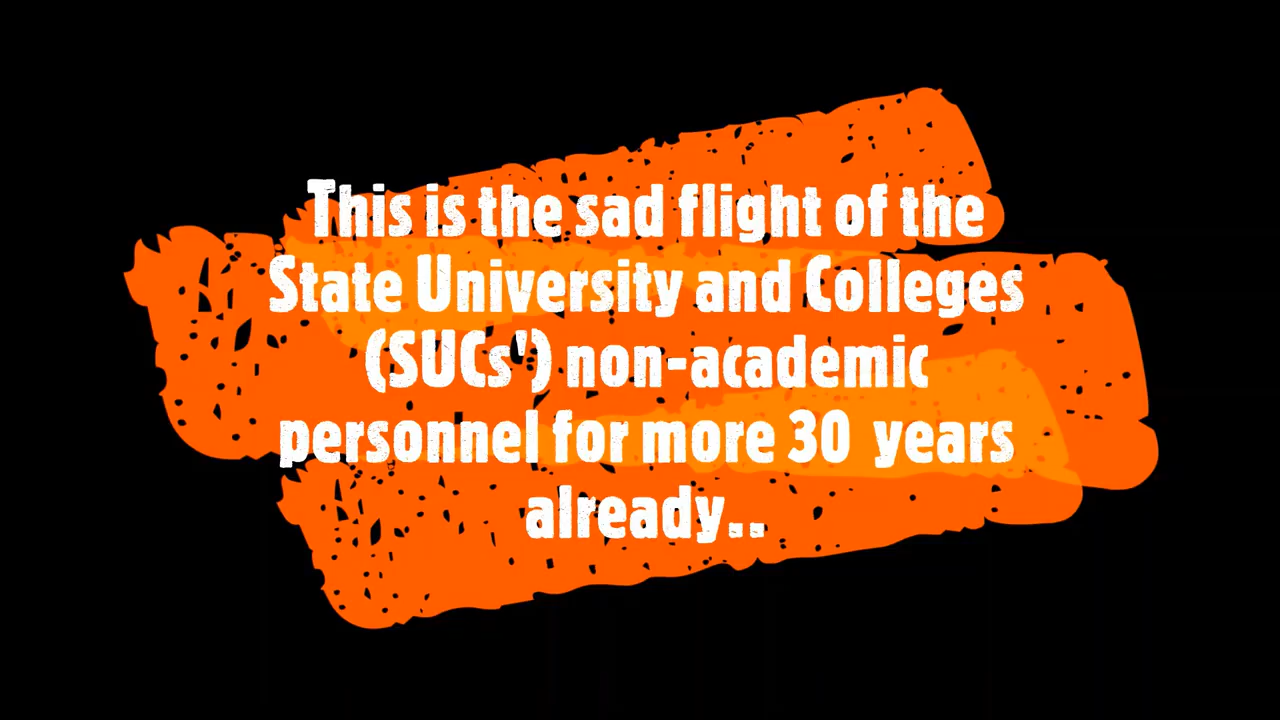 This is the sad flight of the
State University and Colleges
(SUCs') non-academic
personnel for more 30  years
already..